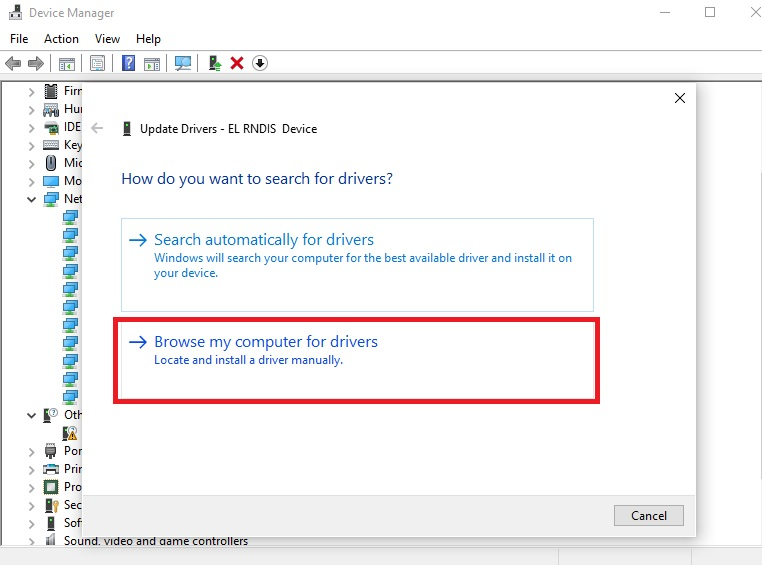 Device Manager
File Action View Help
Firm
Hu
IDE
Key
Mic
Mo
Net
Update Drivers - EL RNDIS Device
How do you want to search for drivers?
Search automatically for drivers
Windows will search your computer for the best available driver and install it on
your device.
Browse my computer for drivers
Locate and install a driver manually.
Oth
Por
Prin
Pro
Sec
Soft
Cancel
Sound, video and game controllers